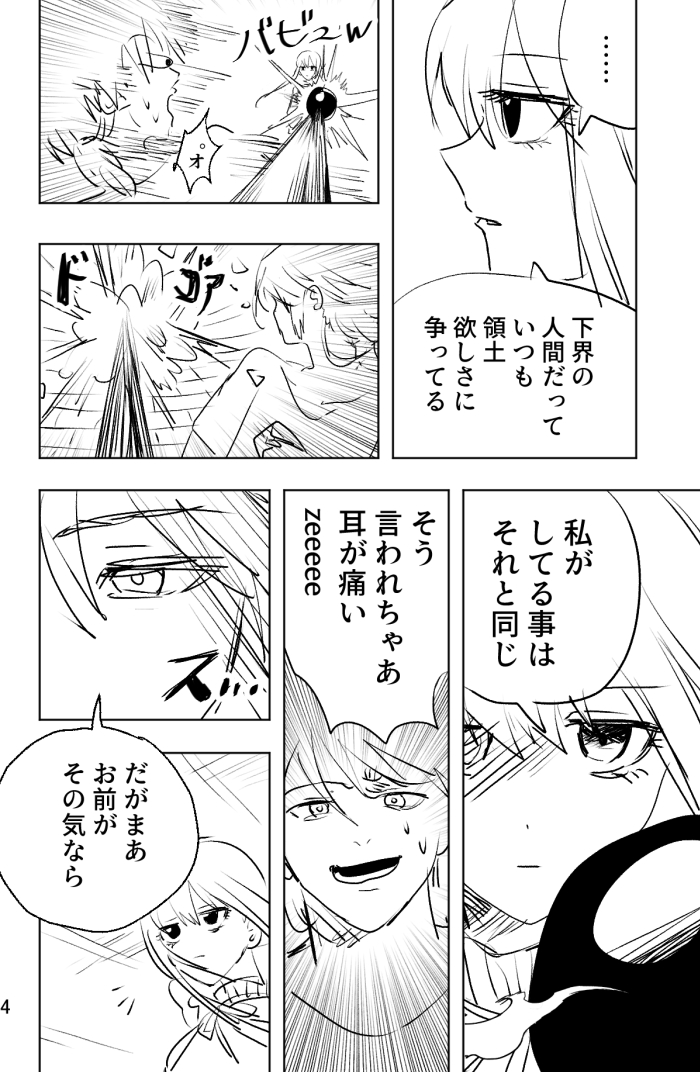 ……
下界の
人間だって
いつも
領土
欲しさに
争ってる
バビュw
オ
ドゴァ
私が
してる事は
それと同じ
そう
言われちゃあ
耳が痛い
zeeeee
ス…
だがまあ
お前が
その気なら
4